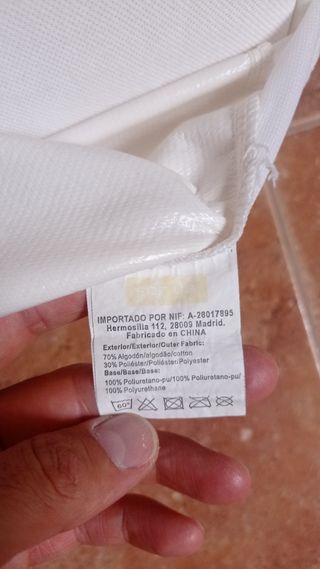 IMPORTADO POR NIF: A-28017895
Hermosilla 112, 28009 Madrid.
Fabricado en CHINA
Exterior/Exterior/Outer Fabric:
70% Algodón/algodão/cotton
30% Poliéster/Poliéster/Polyester
Base/Base/Base:
100% Poliuretano-pu/100% Poliuretano-pu/
100% Polyurethane
60°